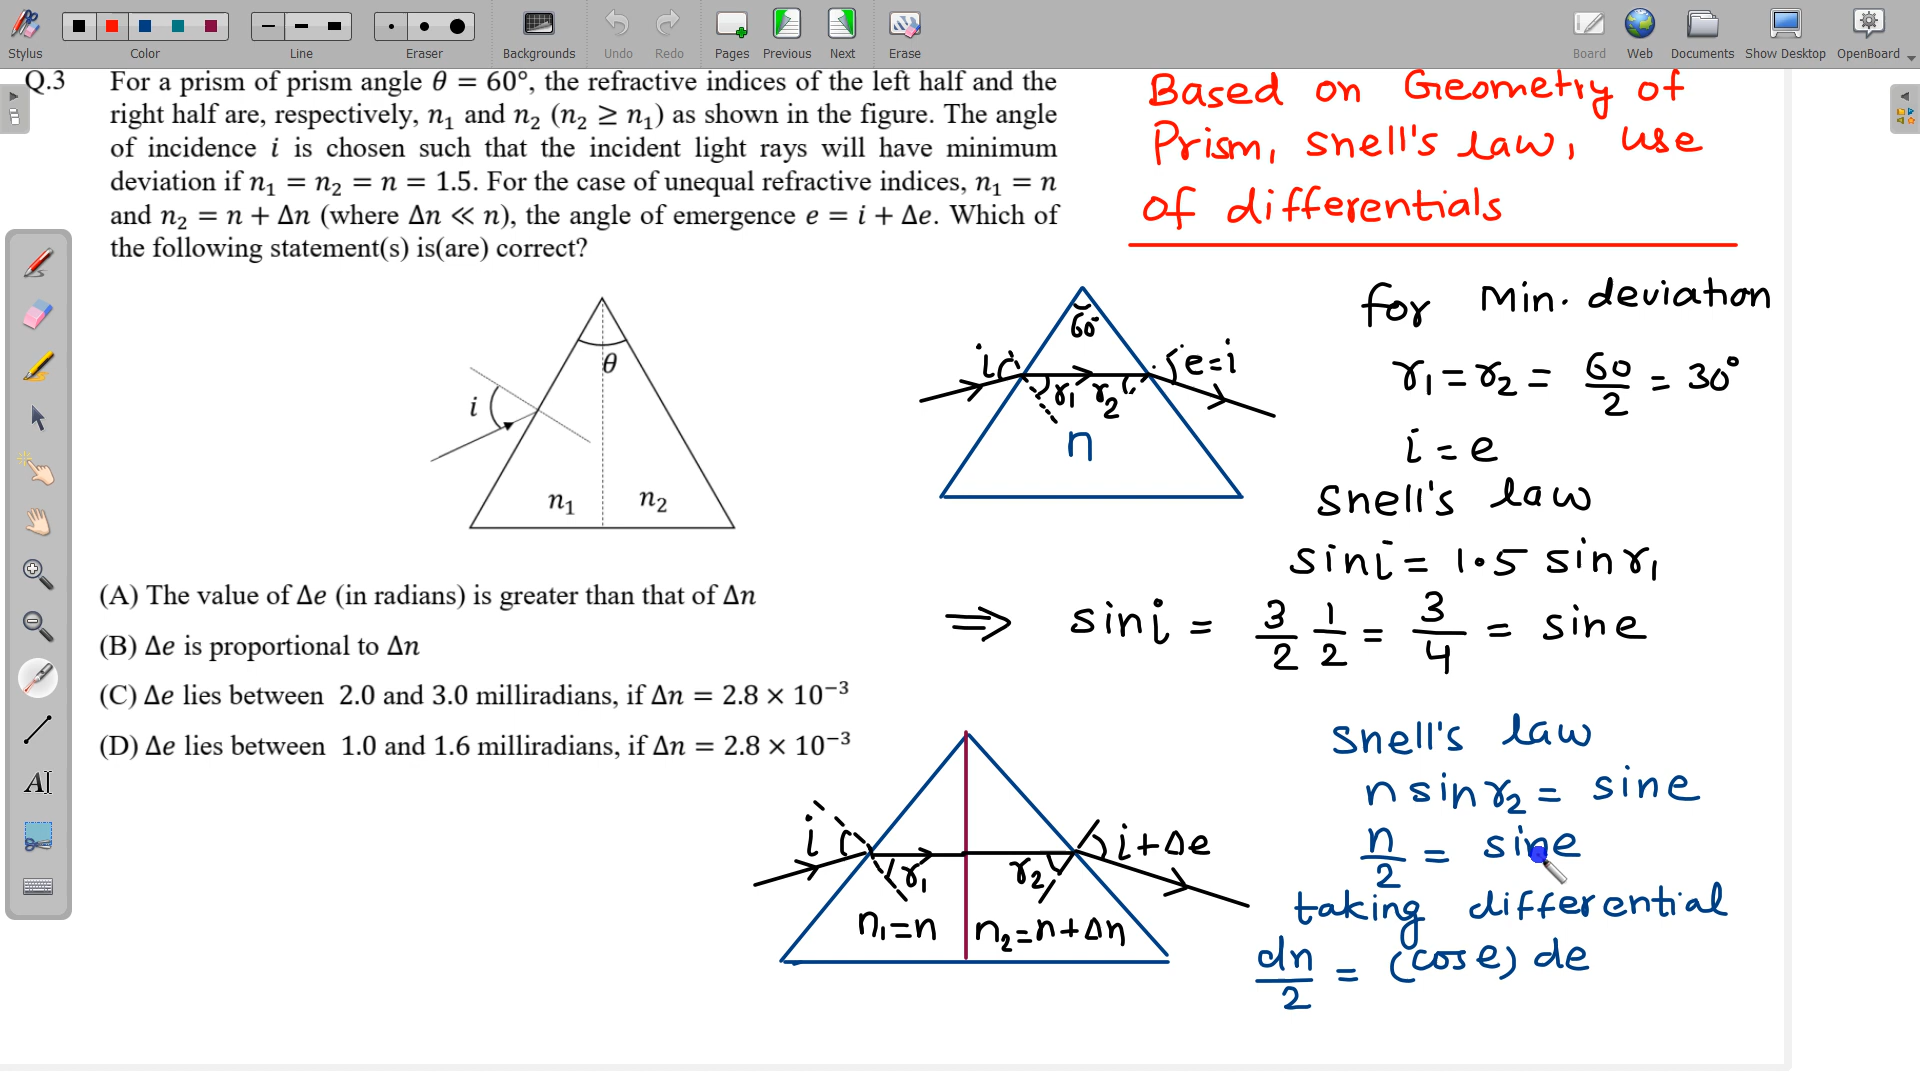 Stylus Color Line Eraser Backgrounds Undo Redo Pages Previous Next Erase Board Web Documents Show Desktop OpenBoard
Q.3 For a prism of prism angle θ = 60°, the refractive indices of the left half and the
right half are, respectively, n₁ and n₂ (n₂ ≥ n₁) as shown in the figure. The angle
of incidence i is chosen such that the incident light rays will have minimum
deviation if n₁ = n₂ = n = 1.5. For the case of unequal refractive indices, n₁ = n
and n₂ = n + Δn (where Δn ≪ n), the angle of emergence e = i + Δe. Which of
the following statement(s) is(are) correct?
θ
i
n₁ n₂
(A) The value of Δe (in radians) is greater than that of Δn
(B) Δe is proportional to Δn
(C) Δe lies between 2.0 and 3.0 milliradians, if Δn = 2.8 × 10⁻³
(D) Δe lies between 1.0 and 1.6 milliradians, if Δn = 2.8 × 10⁻³
Based on Geometry of
Prism, snell's law, use
of differentials
60°
i e=i
r₁ r₂
n
for Min. deviation
r₁ = r₂ = 60/2 = 30°
i = e
Snell's law
sini = 1.5 sin r₁
⇒ sini = 3/2 1/2 = 3/4 = sine
i i+Δe
r₁ r₂
n₁=n n₂=n+Δn
Snell's law
n sin r₂ = sine
n/2 = sine
taking differential
dn/2 = (cos e) de
AI